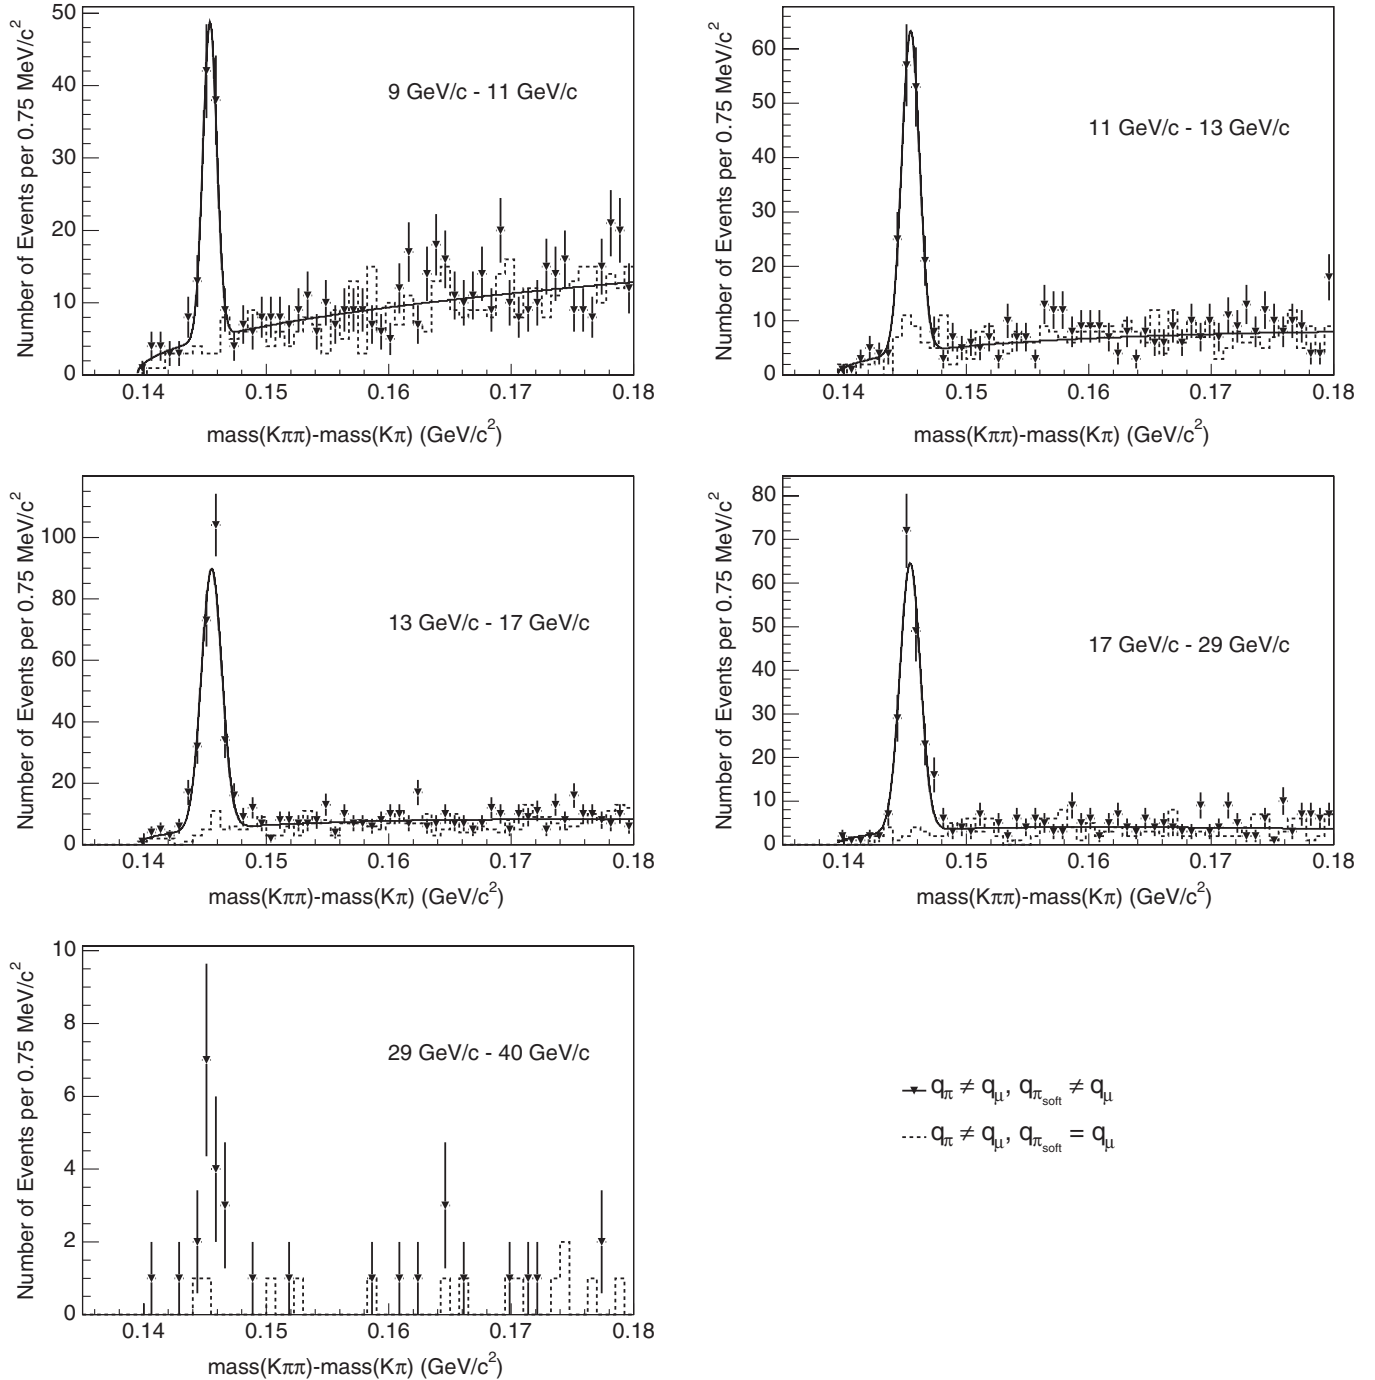 Number of Events per 0.75 MeV/c²
50
40
30
20
10
0
9 GeV/c - 11 GeV/c
0.14 0.15 0.16 0.17 0.18
mass(Kππ)-mass(Kπ) (GeV/c²)
Number of Events per 0.75 MeV/c²
60
50
40
30
20
10
0
11 GeV/c - 13 GeV/c
0.14 0.15 0.16 0.17 0.18
mass(Kππ)-mass(Kπ) (GeV/c²)
Number of Events per 0.75 MeV/c²
100
80
60
40
20
0
13 GeV/c - 17 GeV/c
0.14 0.15 0.16 0.17 0.18
mass(Kππ)-mass(Kπ) (GeV/c²)
Number of Events per 0.75 MeV/c²
80
70
60
50
40
30
20
10
0
17 GeV/c - 29 GeV/c
0.14 0.15 0.16 0.17 0.18
mass(Kππ)-mass(Kπ) (GeV/c²)
Number of Events per 0.75 MeV/c²
10
8
6
4
2
0
29 GeV/c - 40 GeV/c
0.14 0.15 0.16 0.17 0.18
mass(Kππ)-mass(Kπ) (GeV/c²)
qπ ≠ qμ, qπsoft ≠ qμ
qπ ≠ qμ, qπsoft = qμ